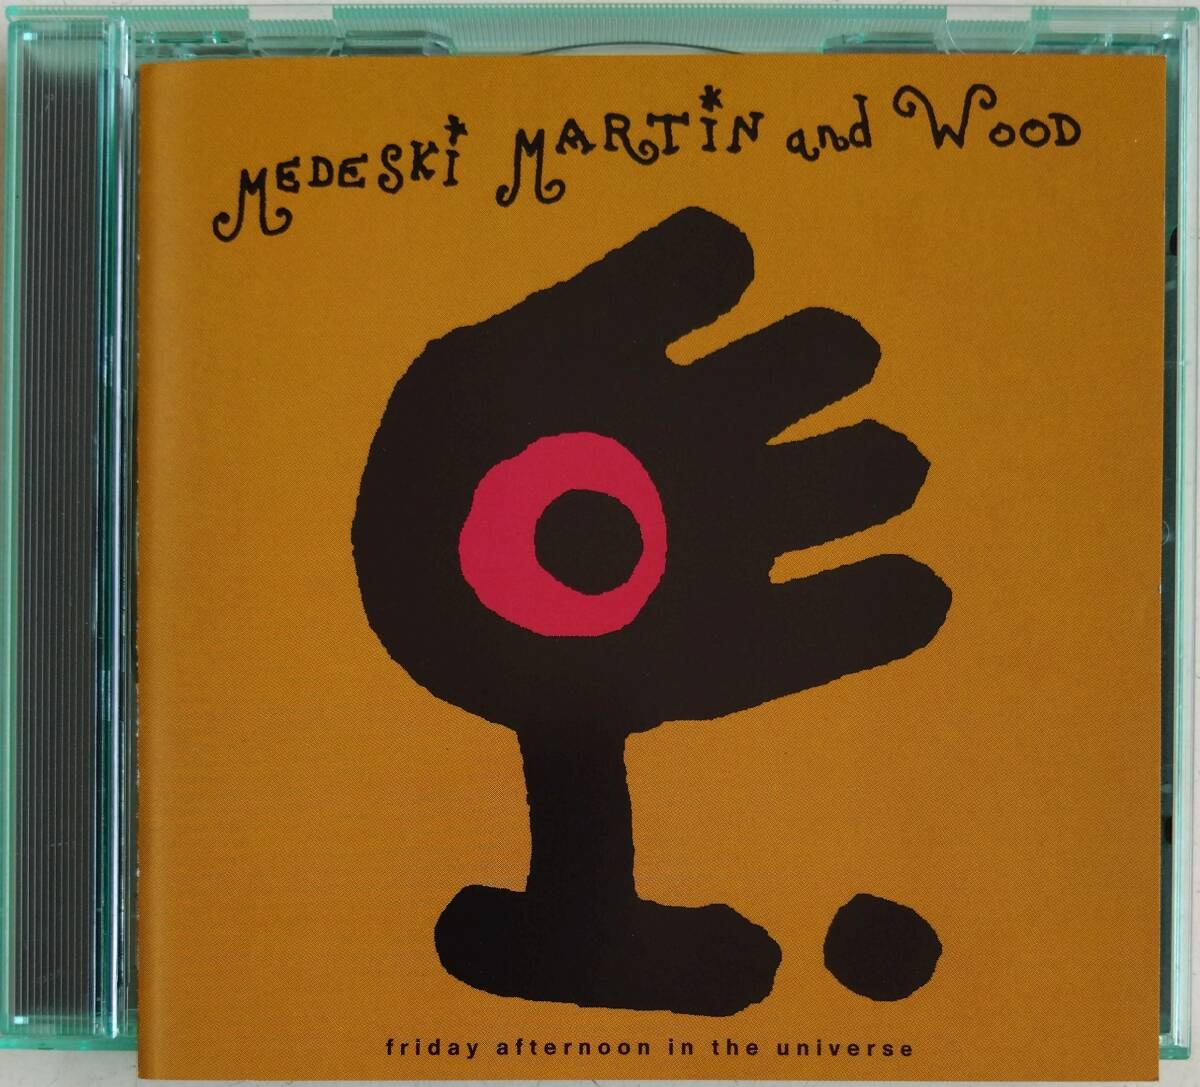 MEDESKi MARTiN and WOOD
friday afternoon in the universe